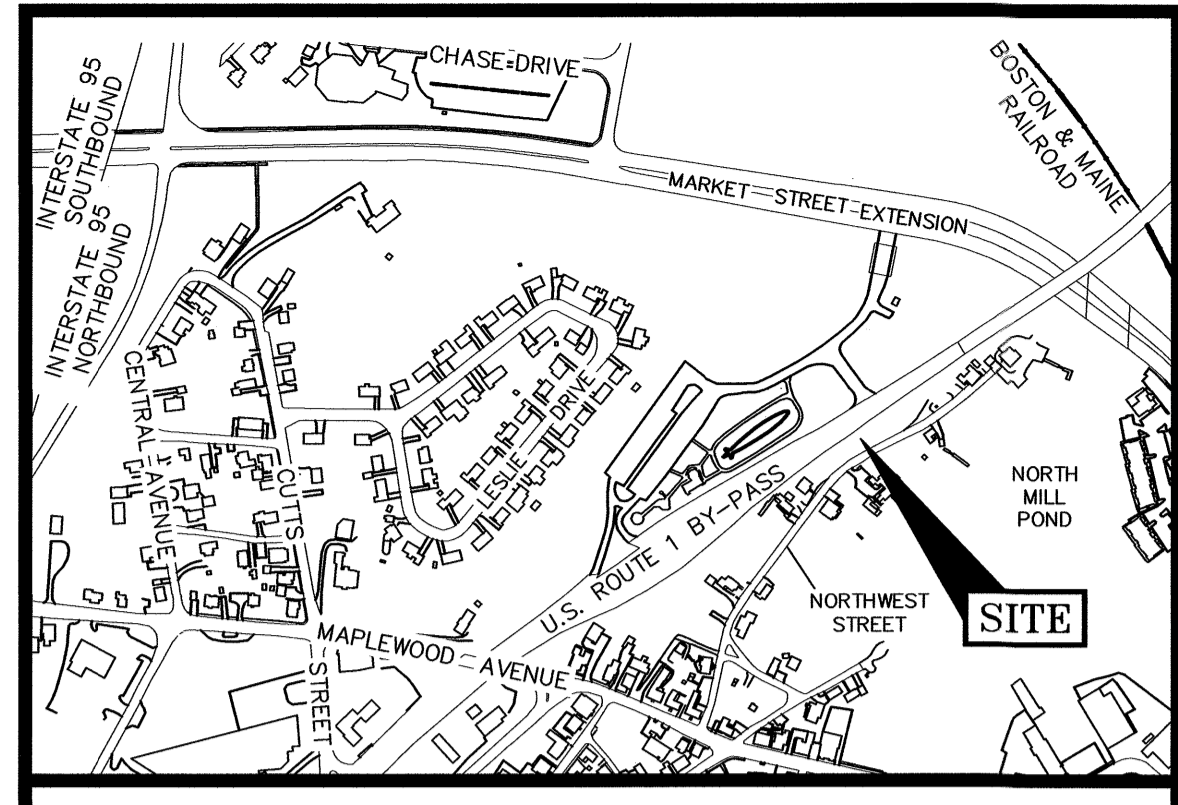 CHASE DRIVE
INTERSTATE 95
SOUTHBOUND
INTERSTATE 95
NORTHBOUND
BOSTON & MAINE
RAILROAD
MARKET STREET EXTENSION
CENTRAL AVENUE
CUTTS STREET
LESLIE DRIVE
U.S. ROUTE 1 BY-PASS
NORTH
MILL
POND
NORTHWEST
STREET
SITE
MAPLEWOOD AVENUE